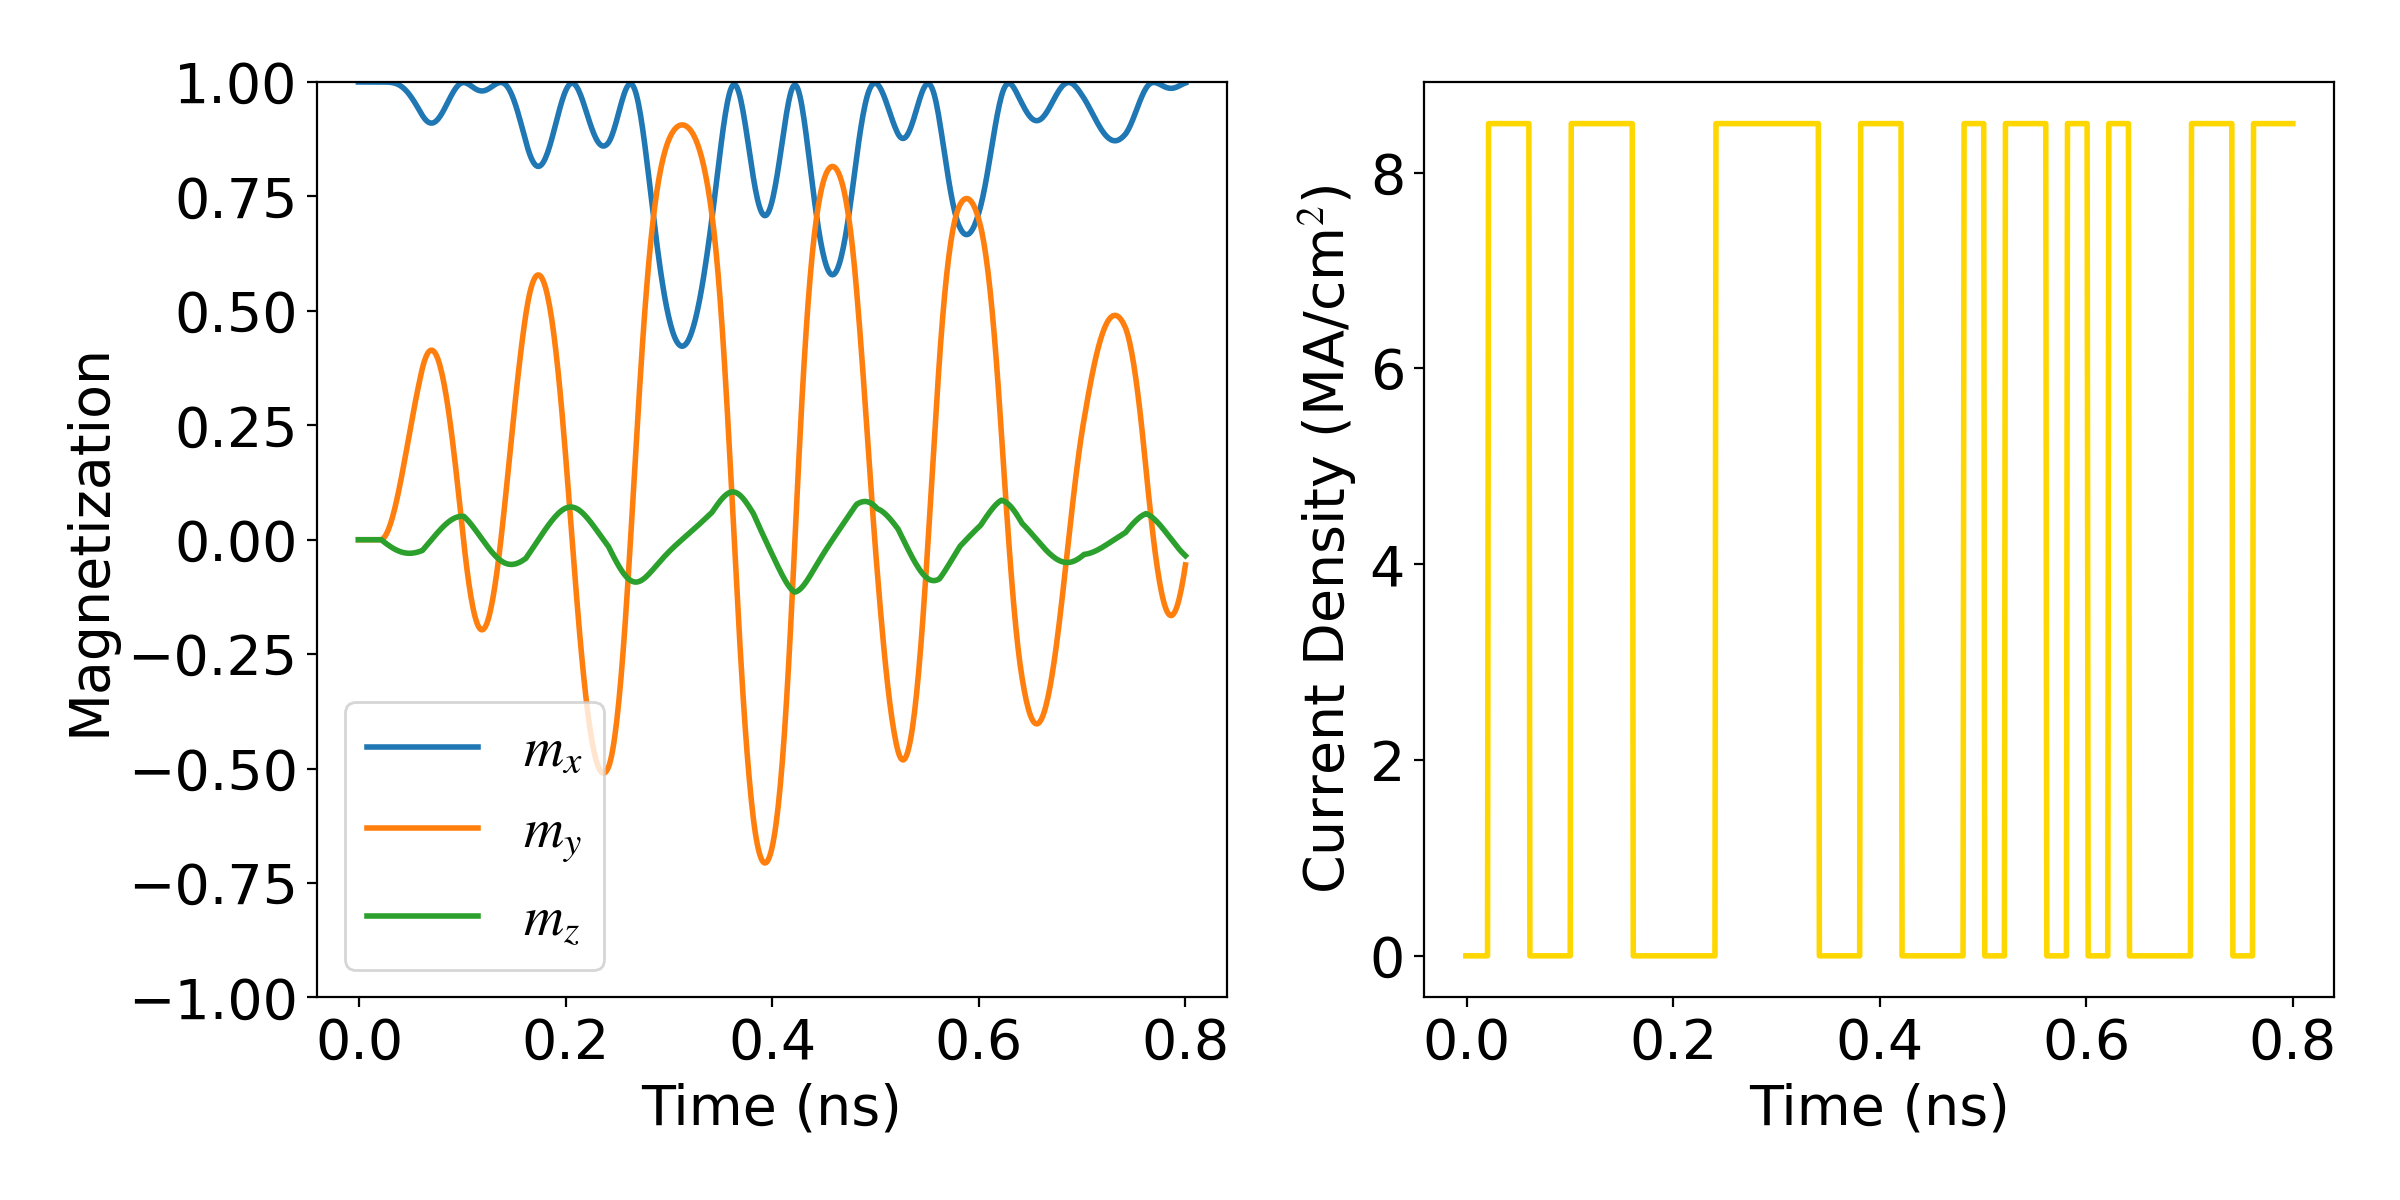 1.00
0.75
0.50
0.25
0.00
−0.25
−0.50
−0.75
−1.00
Magnetization
m_x
m_y
m_z
0.0 0.2 0.4 0.6 0.8
Time (ns)
8
6
4
2
0
Current Density (MA/cm²)
0.0 0.2 0.4 0.6 0.8
Time (ns)